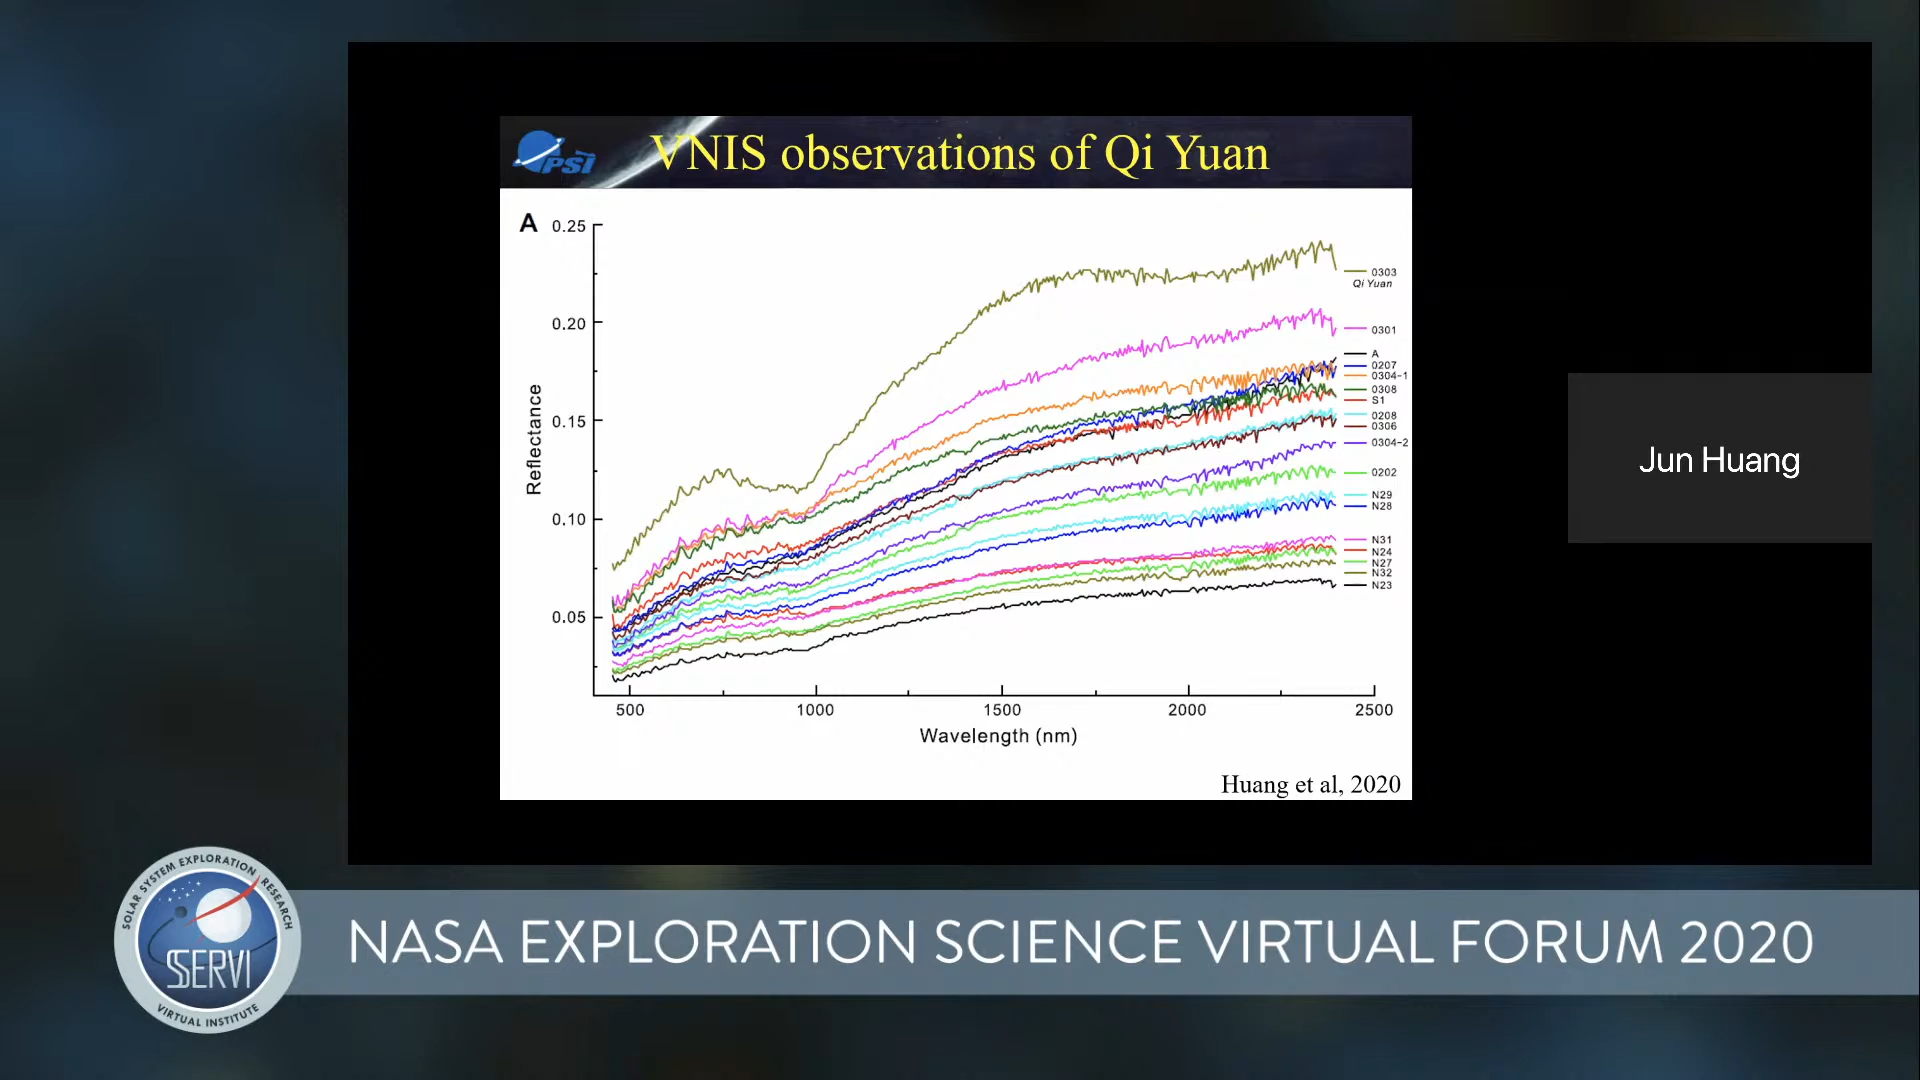 PSI
VNIS observations of Qi Yuan
A
0.25
0.20
0.15
0.10
0.05
Reflectance
500
1000
1500
2000
2500
Wavelength (nm)
0303
Qi Yuan
0301
A
0207
0304-1
0308
S1
0208
0306
0304-2
0202
N29
N28
N31
N24
N27
N32
N23
Huang et al, 2020
Jun Huang
SOLAR SYSTEM EXPLORATION RESEARCH
SSERVI
VIRTUAL INSTITUTE
NASA EXPLORATION SCIENCE VIRTUAL FORUM 2020